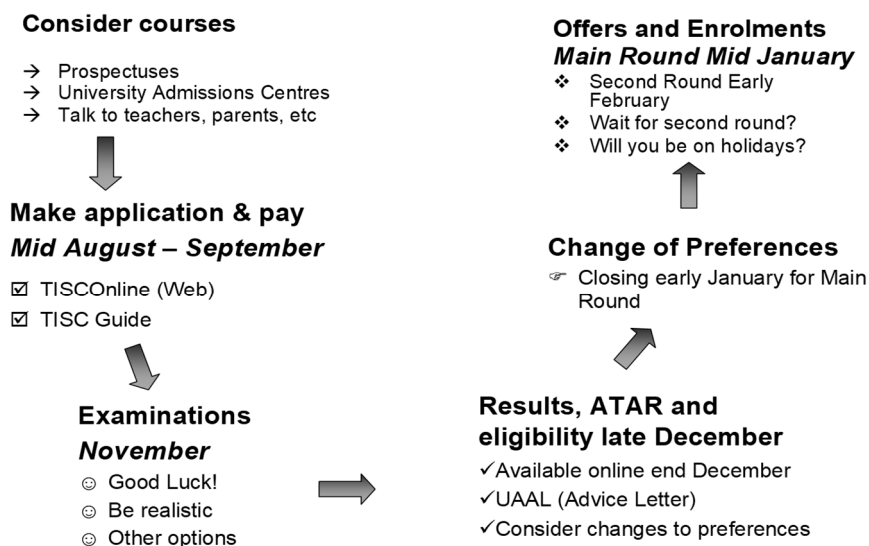 Consider courses
→ Prospectuses
→ University Admissions Centres
→ Talk to teachers, parents, etc
Make application & pay
Mid August – September
☑ TISCOnline (Web)
☑ TISC Guide
Examinations
November
☺ Good Luck!
☺ Be realistic
☺ Other options
Results, ATAR and
eligibility late December
✓Available online end December
✓UAAL (Advice Letter)
✓Consider changes to preferences
Change of Preferences
☞ Closing early January for Main
Round
Offers and Enrolments
Main Round Mid January
❖ Second Round Early
February
❖ Wait for second round?
❖ Will you be on holidays?